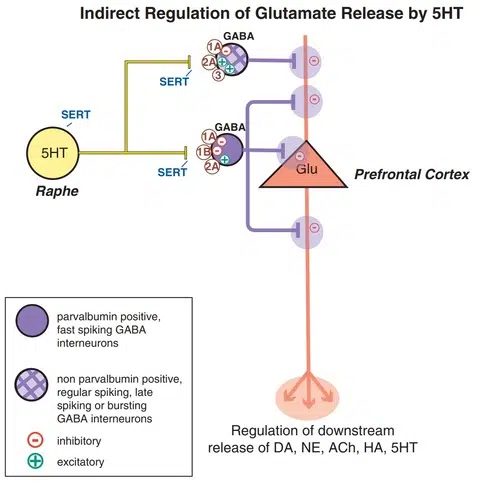 Indirect Regulation of Glutamate Release by 5HT
GABA
1A
2A
3
SERT
SERT
5HT
Raphe
GABA
1A
1B
2A
SERT
Glu
Prefrontal Cortex
parvalbumin positive,
fast spiking GABA
interneurons
non parvalbumin positive,
regular spiking, late
spiking or bursting
GABA interneurons
inhibitory
excitatory
Regulation of downstream
release of DA, NE, ACh, HA, 5HT